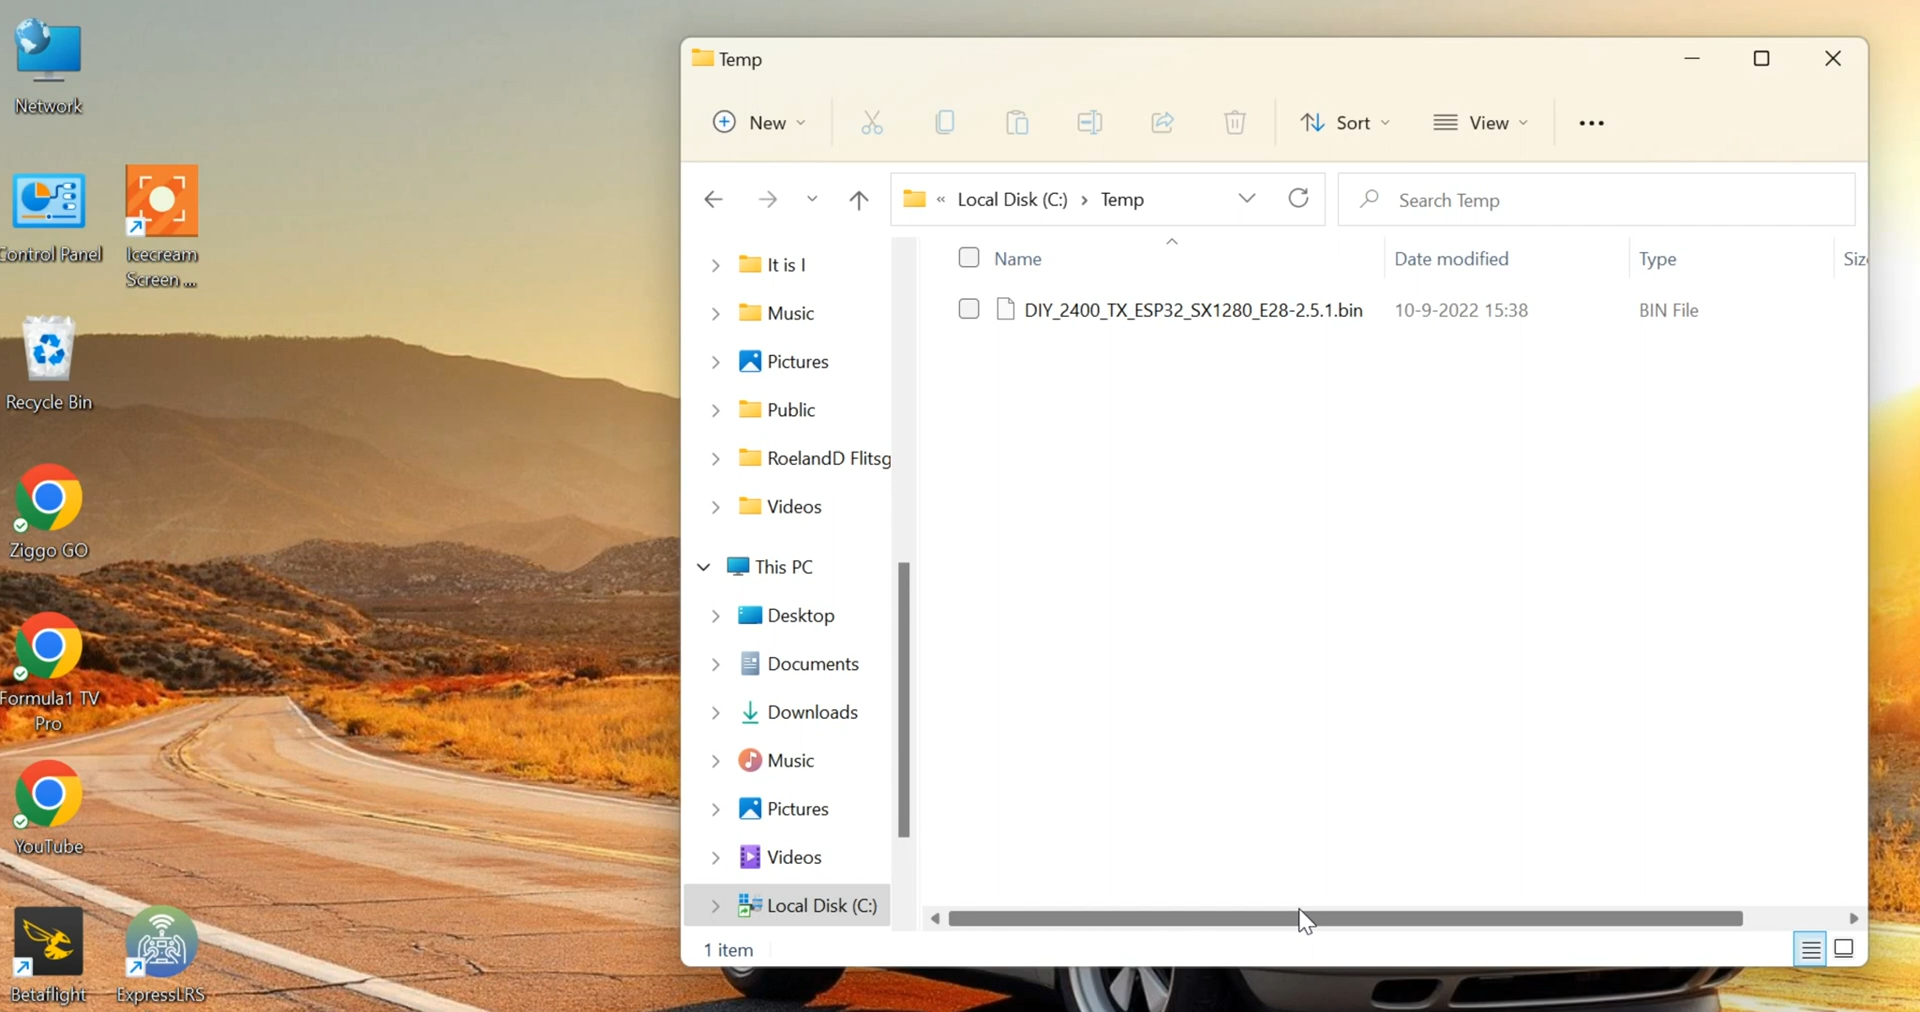 Network
Control Panel
Icecream
Screen ...
Recycle Bin
Ziggo GO
Formula1 TV
Pro
YouTube
Betaflight
ExpressLRS
Temp
New
Sort
View
« Local Disk (C:) › Temp
Search Temp
It is I
Music
Pictures
Public
RoelandD Flitsg
Videos
This PC
Desktop
Documents
Downloads
Music
Pictures
Videos
Local Disk (C:)
Name Date modified Type Siz
DIY_2400_TX_ESP32_SX1280_E28-2.5.1.bin 10-9-2022 15:38 BIN File
1 item